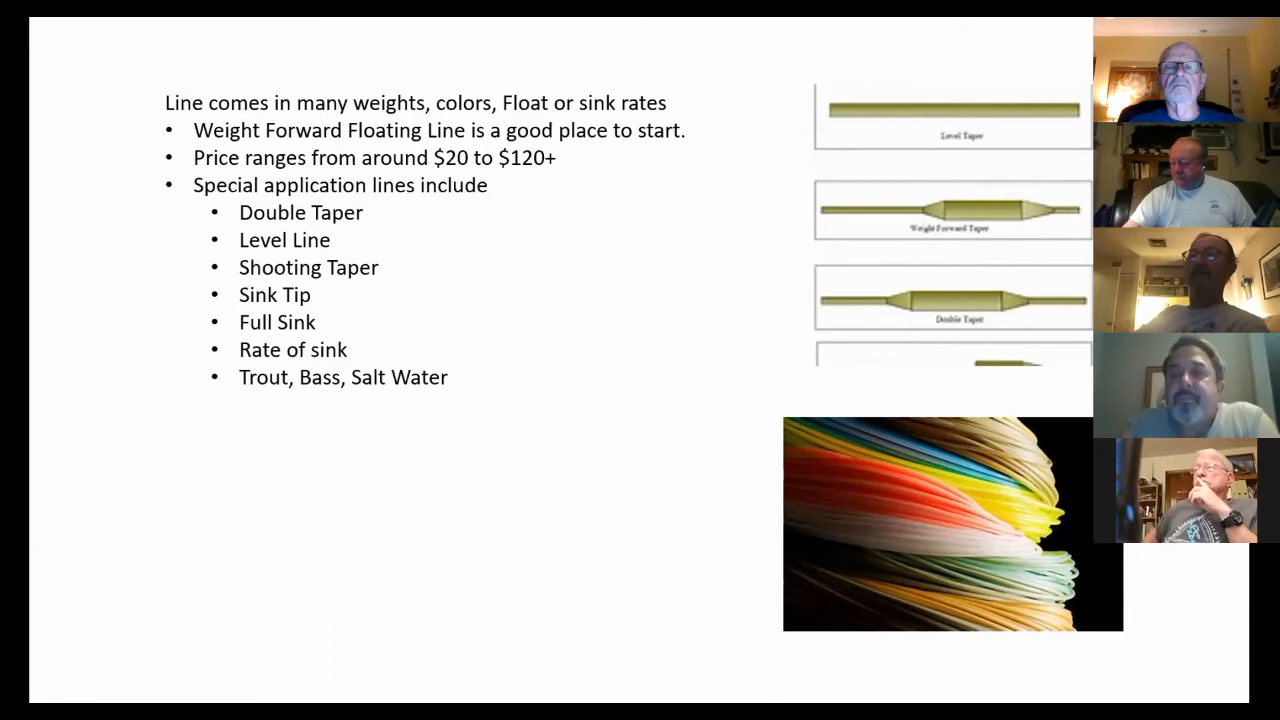 Line comes in many weights, colors, Float or sink rates
• Weight Forward Floating Line is a good place to start.
• Price ranges from around $20 to $120+
• Special application lines include
• Double Taper
• Level Line
• Shooting Taper
• Sink Tip
• Full Sink
• Rate of sink
• Trout, Bass, Salt Water
Level Taper
Weight Forward Taper
Double Taper